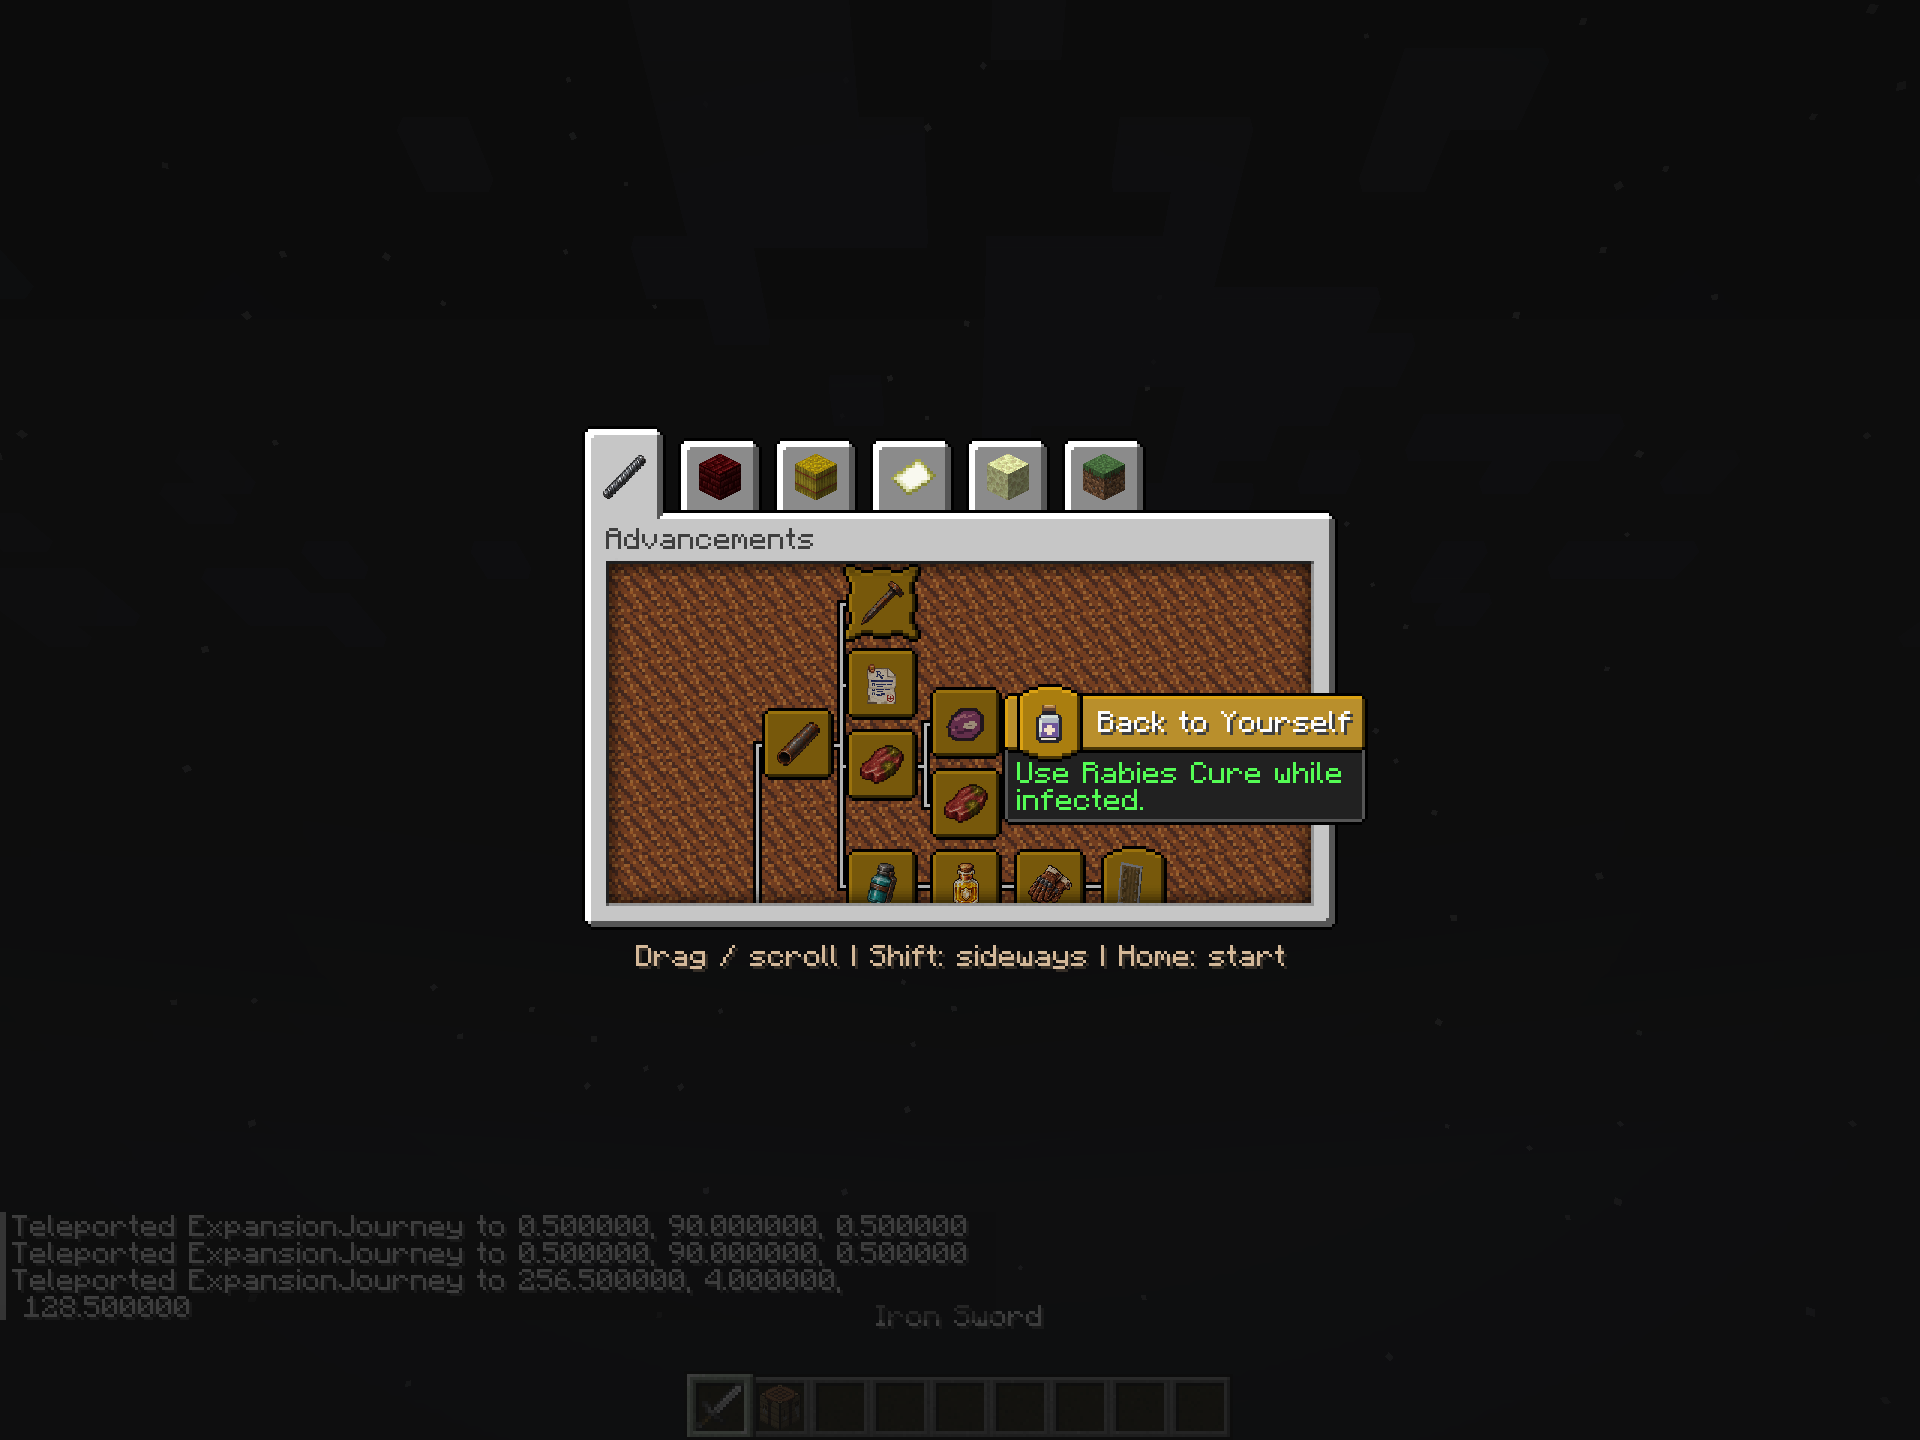 Advancements
Back to Yourself
Use Rabies Cure while
infected.
Drag / scroll | Shift: sideways | Home: start
Teleported ExpansionJourney to 0.500000, 90.000000, 0.500000
Teleported ExpansionJourney to 0.500000, 90.000000, 0.500000
Teleported ExpansionJourney to 256.500000, 4.000000,
128.500000
Iron Sword